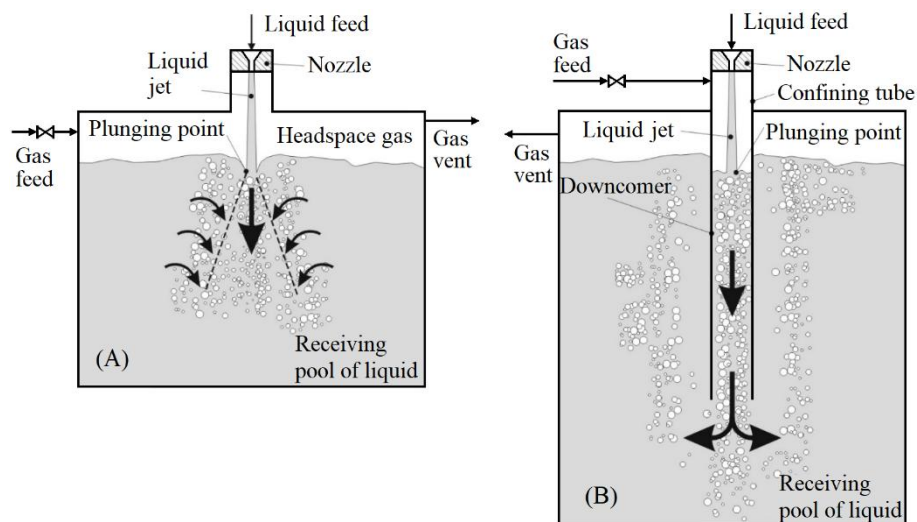 Liquid feed
Liquid
jet
Nozzle
Plunging point
Headspace gas
Gas
feed
Gas
vent
(A)
Receiving
pool of liquid
Liquid feed
Gas
feed
Nozzle
Confining tube
Liquid jet
Plunging point
Gas
vent
Downcomer
(B)
Receiving
pool of liquid